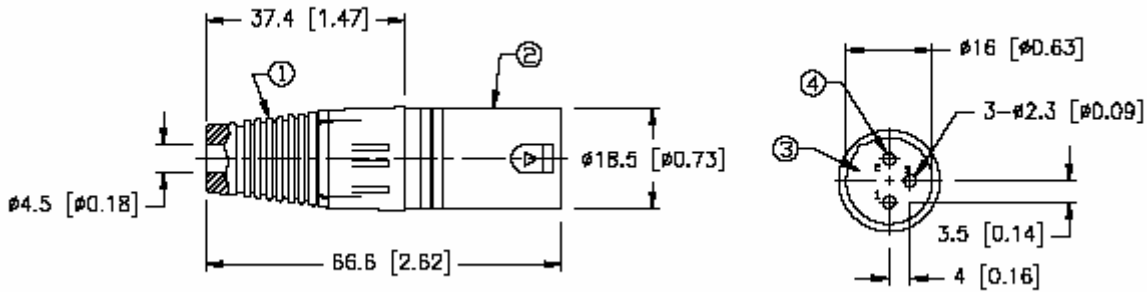 37.4 [1.47]
1
2
ø18.5 [ø0.73]
ø4.5 [ø0.18]
66.6 [2.62]
ø16 [ø0.63]
4
3-ø2.3 [ø0.09]
3
2
3
1
3.5 [0.14]
4 [0.16]